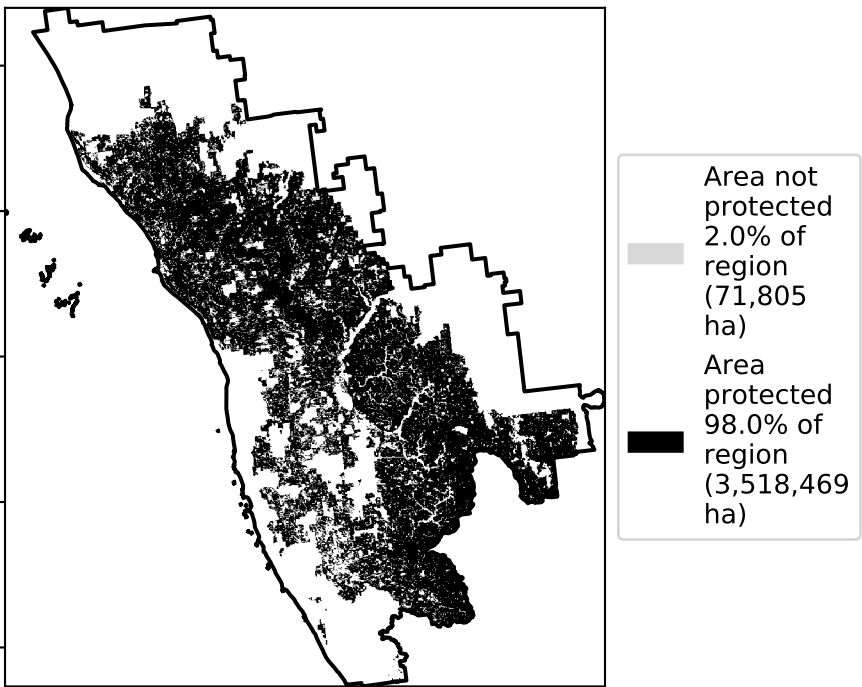 Area not
protected
2.0% of
region
(71,805
ha)
Area
protected
98.0% of
region
(3,518,469
ha)